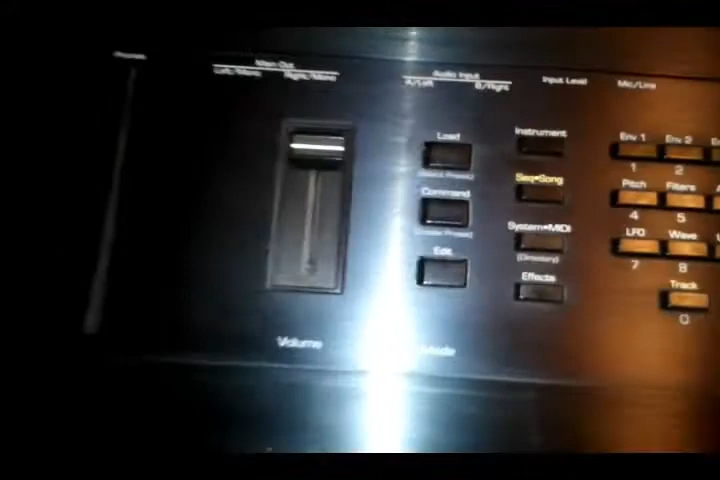 Main Out
Left/Mono Right/Mono
Audio Input
A/Left B/Right
Input Level
Mic/Line
Load
Instrument
Env 1 Env 2
1 2
Command
Seq•Song
Pitch Filters
4 5
Edit
System•MIDI
(Directory)
LFO Wave
7 8
Effects
Track
0
Volume
Mode